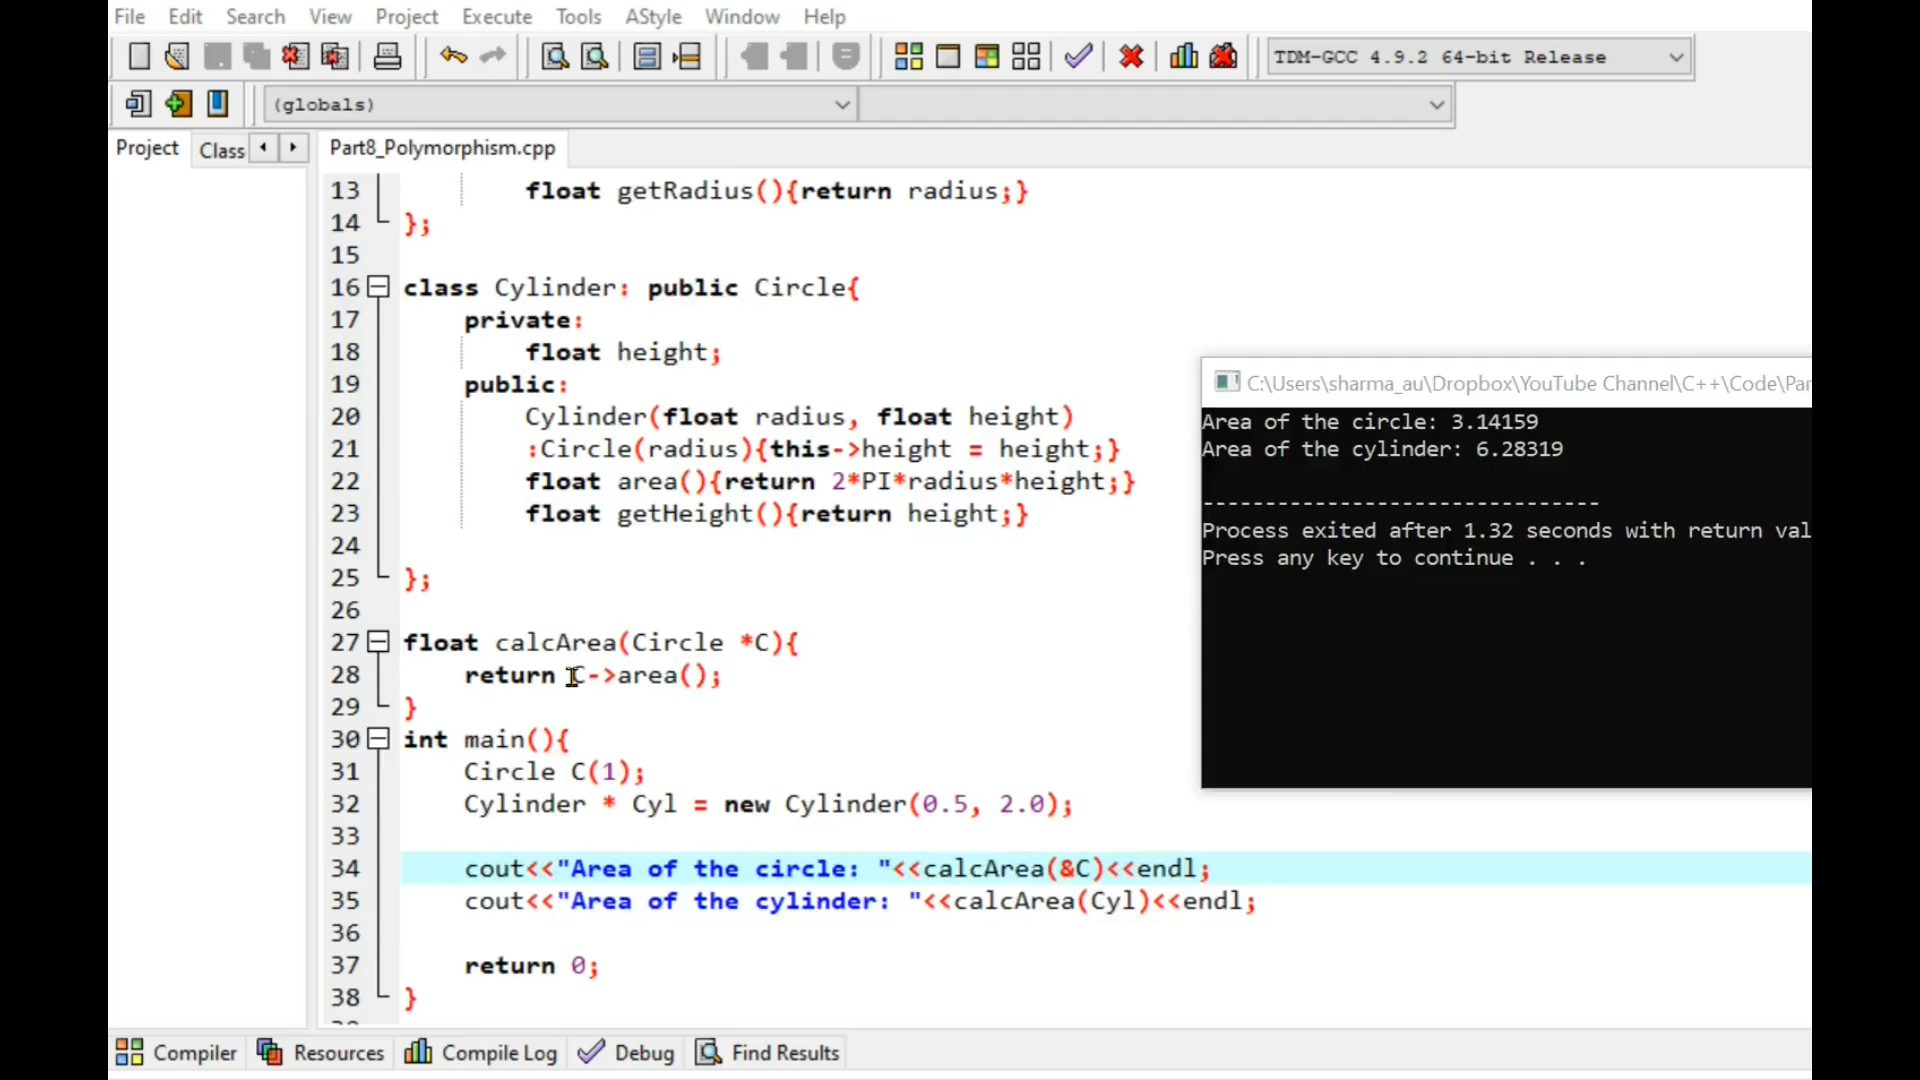 File Edit Search View Project Execute Tools AStyle Window Help
TDM-GCC 4.9.2 64-bit Release
(globals)
Project Class Part8_Polymorphism.cpp
13 float getRadius(){return radius;}
14 };
15
16 class Cylinder: public Circle{
17 private:
18 float height;
19 public:
20 Cylinder(float radius, float height)
21 :Circle(radius){this->height = height;}
22 float area(){return 2*PI*radius*height;}
23 float getHeight(){return height;}
24
25 };
26
27 float calcArea(Circle *C){
28 return C->area();
29 }
30 int main(){
31 Circle C(1);
32 Cylinder * Cyl = new Cylinder(0.5, 2.0);
33
34 cout<<"Area of the circle: "<<calcArea(&C)<<endl;
35 cout<<"Area of the cylinder: "<<calcArea(Cyl)<<endl;
36
37 return 0;
38 }
C:\Users\sharma_au\Dropbox\YouTube Channel\C++\Code\Par
Area of the circle: 3.14159
Area of the cylinder: 6.28319
--------------------------------
Process exited after 1.32 seconds with return val
Press any key to continue . . .
Compiler Resources Compile Log Debug Find Results